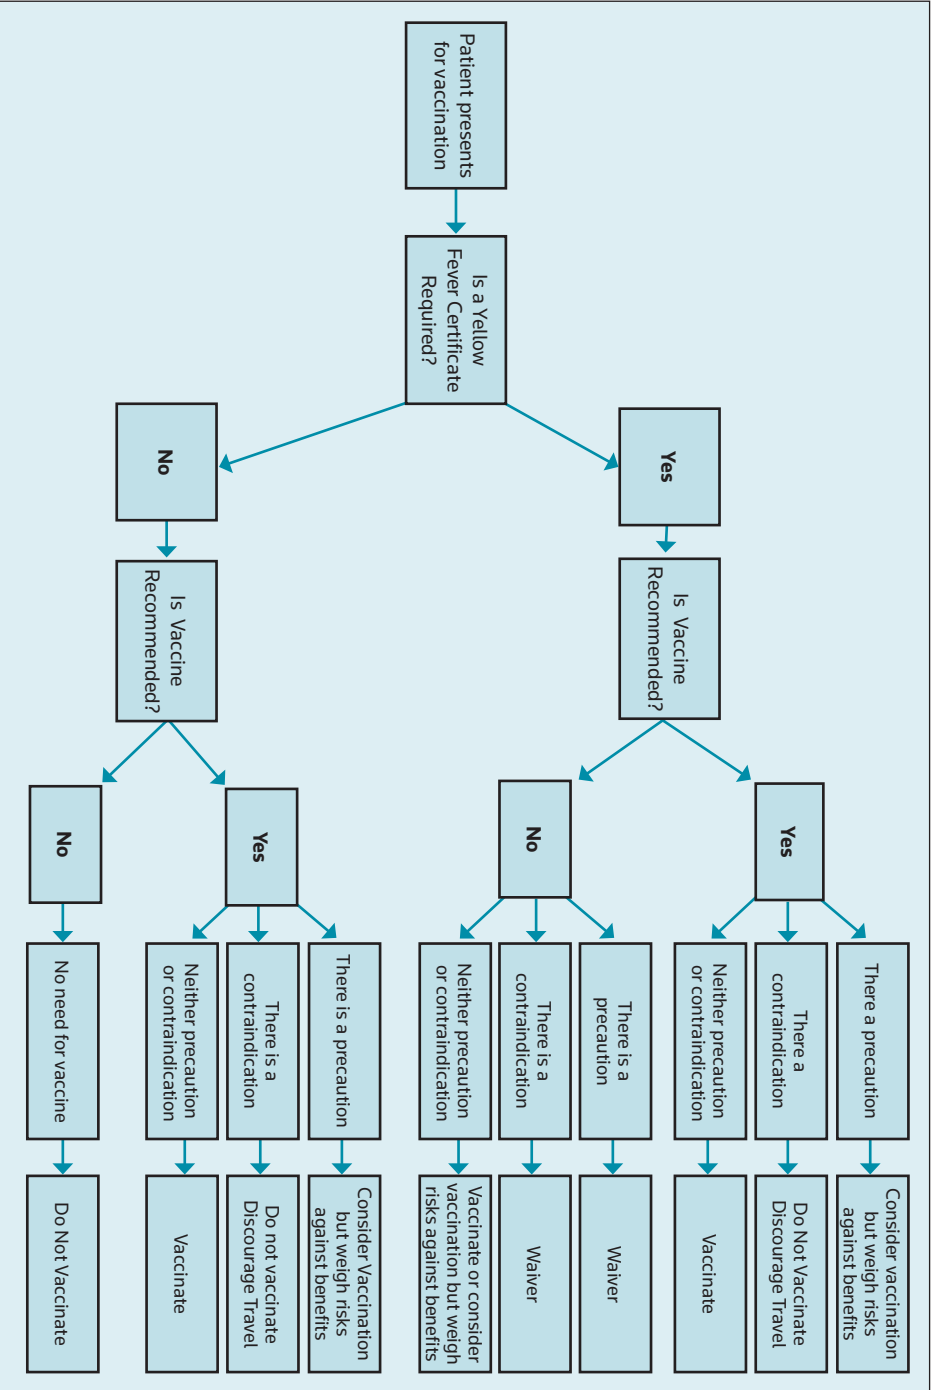 Patient presents
for vaccination
Is a Yellow
Fever Certificate
Required?
Yes
No
Is Vaccine
Recommended?
Is Vaccine
Recommended?
Yes
No
Yes
No
There a precaution
There a
contraindication
Neither precaution
or contraindication
There is a
precaution
There is a
contraindication
Neither precaution
or contraindication
There is a precaution
There is a
contraindication
Neither precaution
or contraindication
No need for vaccine
Consider vaccination
but weigh risks
against benefits
Do Not Vaccinate
Discourage Travel
Vaccinate
Waiver
Waiver
Vaccinate or consider
vaccination but weigh
risks against benefits
Consider Vaccination
but weigh risks
against benefits
Do not vaccinate
Discourage Travel
Vaccinate
Do Not Vaccinate